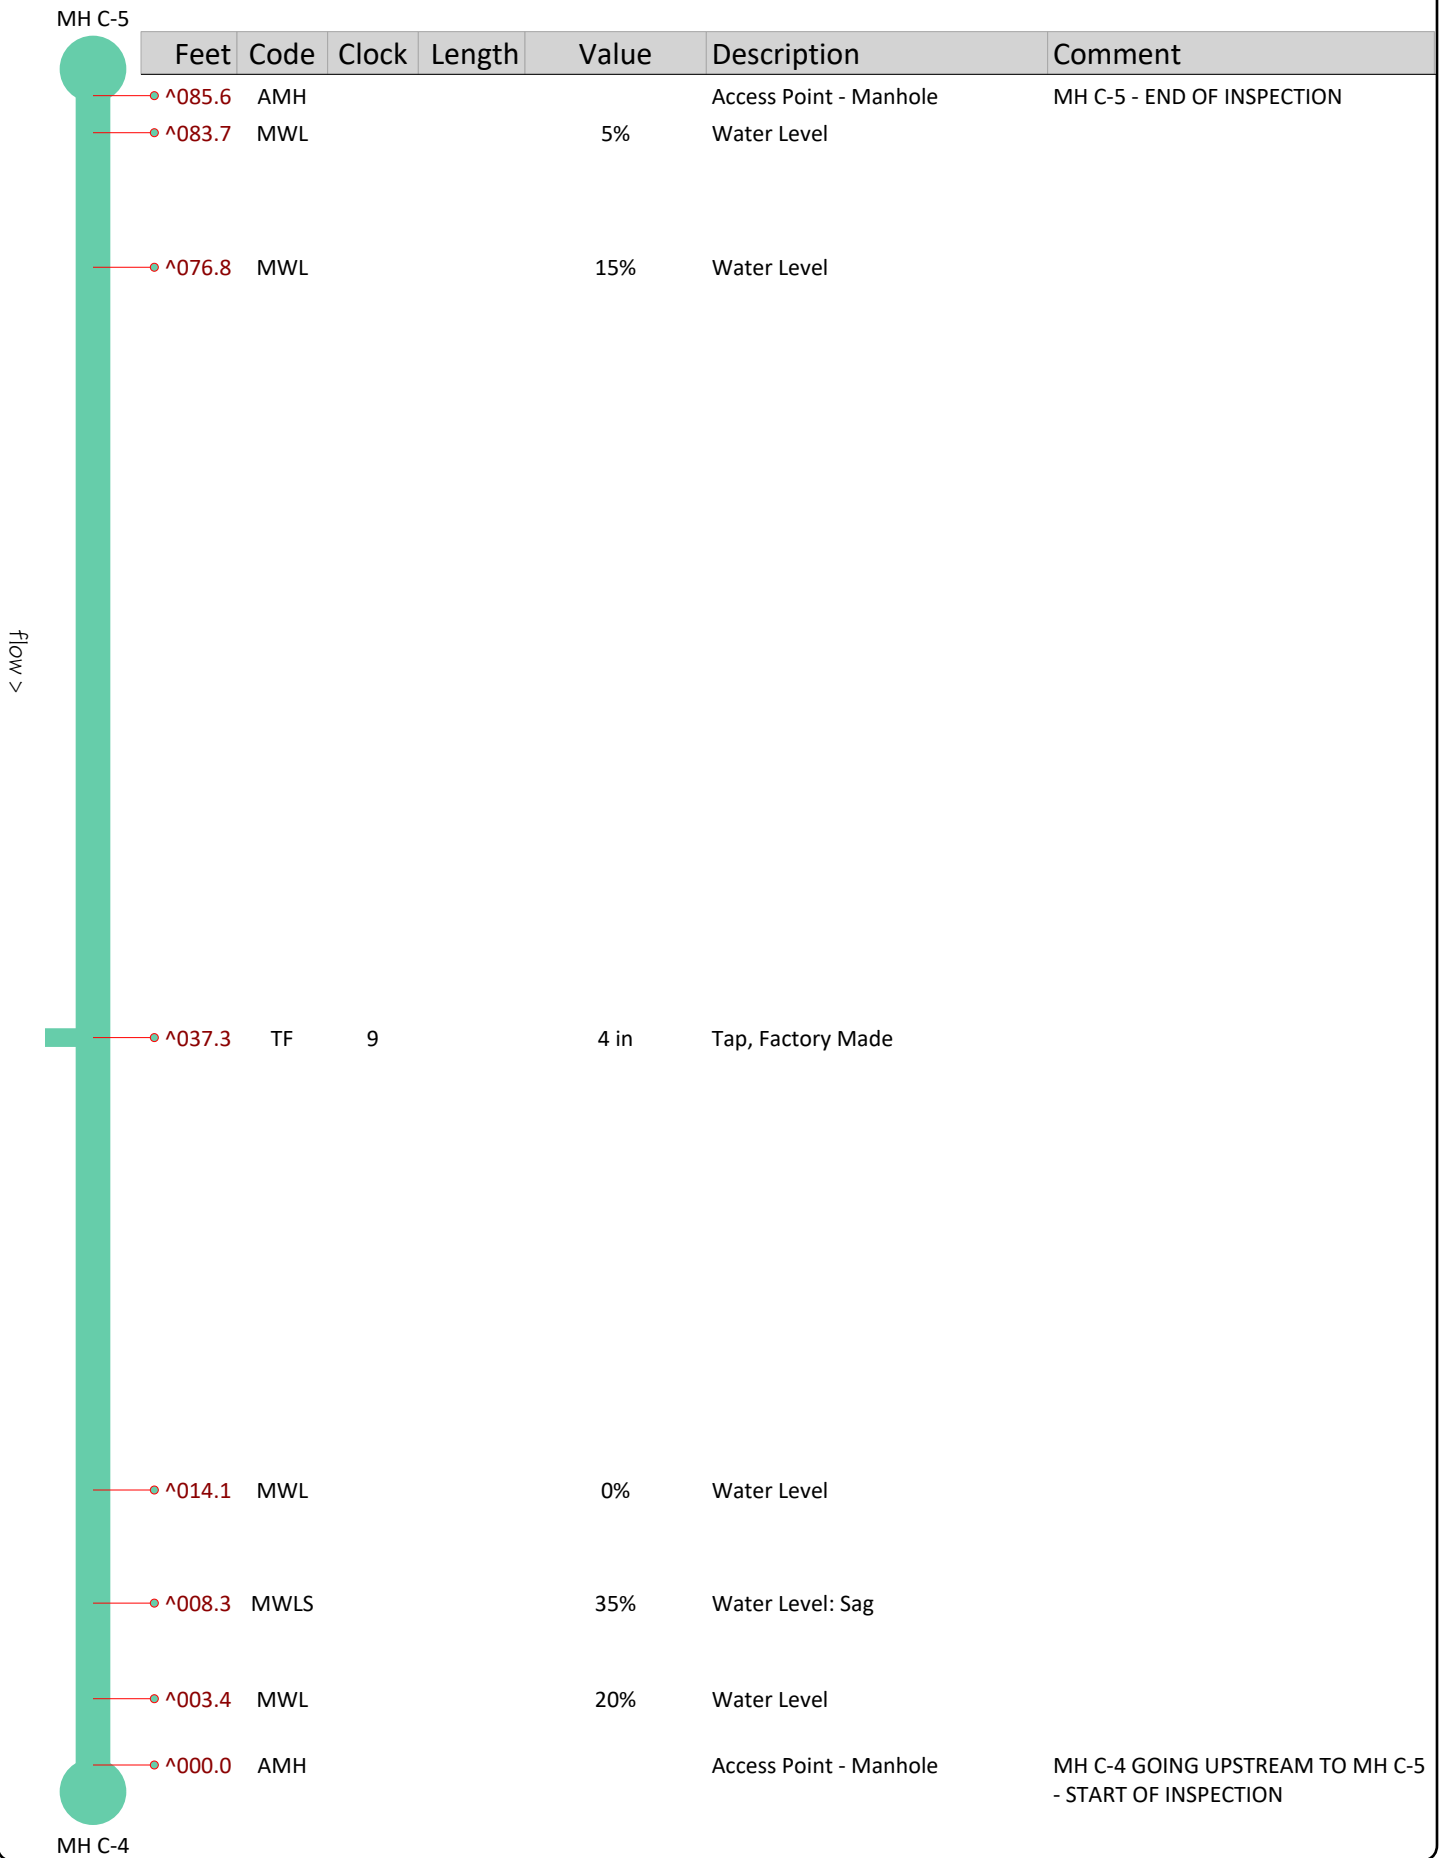 MH C-5
Feet Code Clock Length Value Description Comment
^085.6 AMH Access Point - Manhole MH C-5 - END OF INSPECTION
^083.7 MWL 5% Water Level
^076.8 MWL 15% Water Level
flow >
^037.3 TF 9 4 in Tap, Factory Made
^014.1 MWL 0% Water Level
^008.3 MWLS 35% Water Level: Sag
^003.4 MWL 20% Water Level
^000.0 AMH Access Point - Manhole MH C-4 GOING UPSTREAM TO MH C-5
- START OF INSPECTION
MH C-4